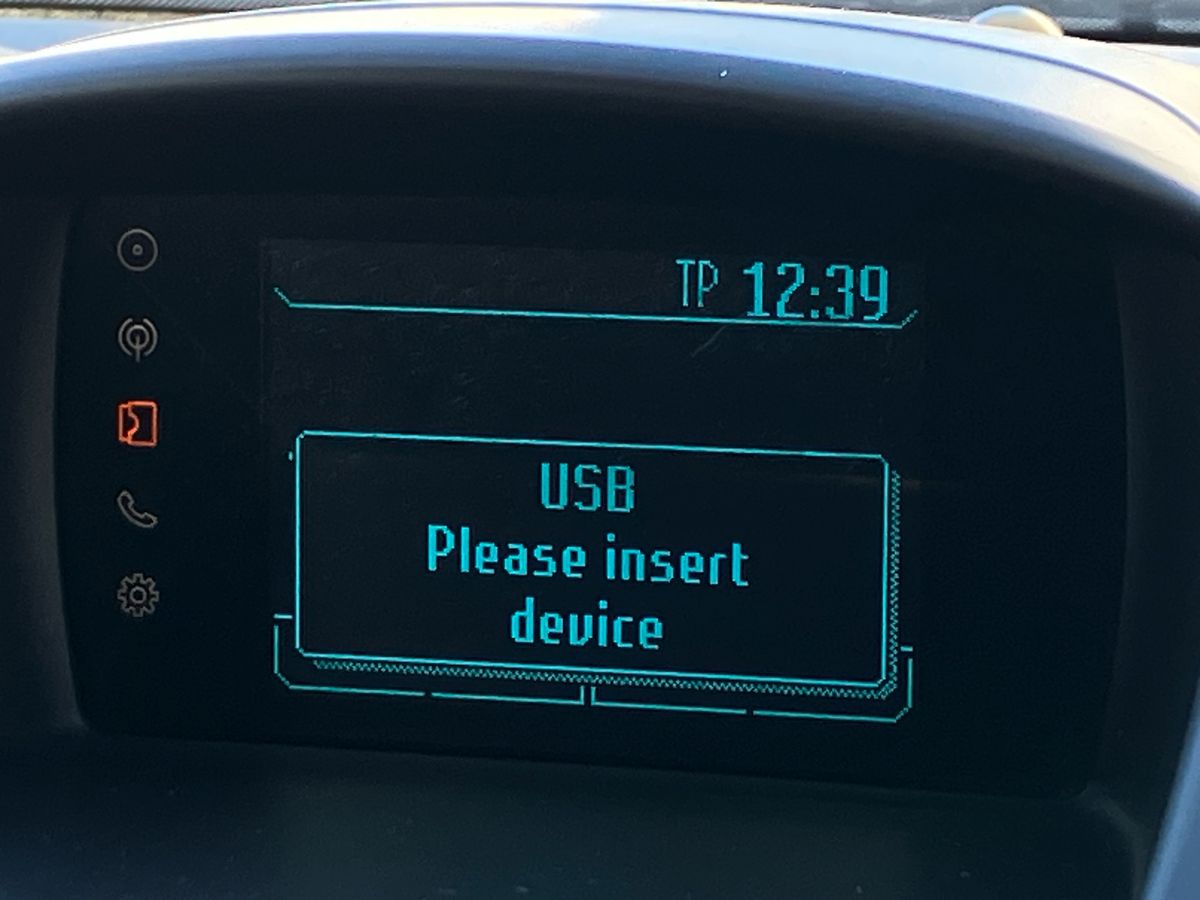 TP 12:39
USB
Please insert
device